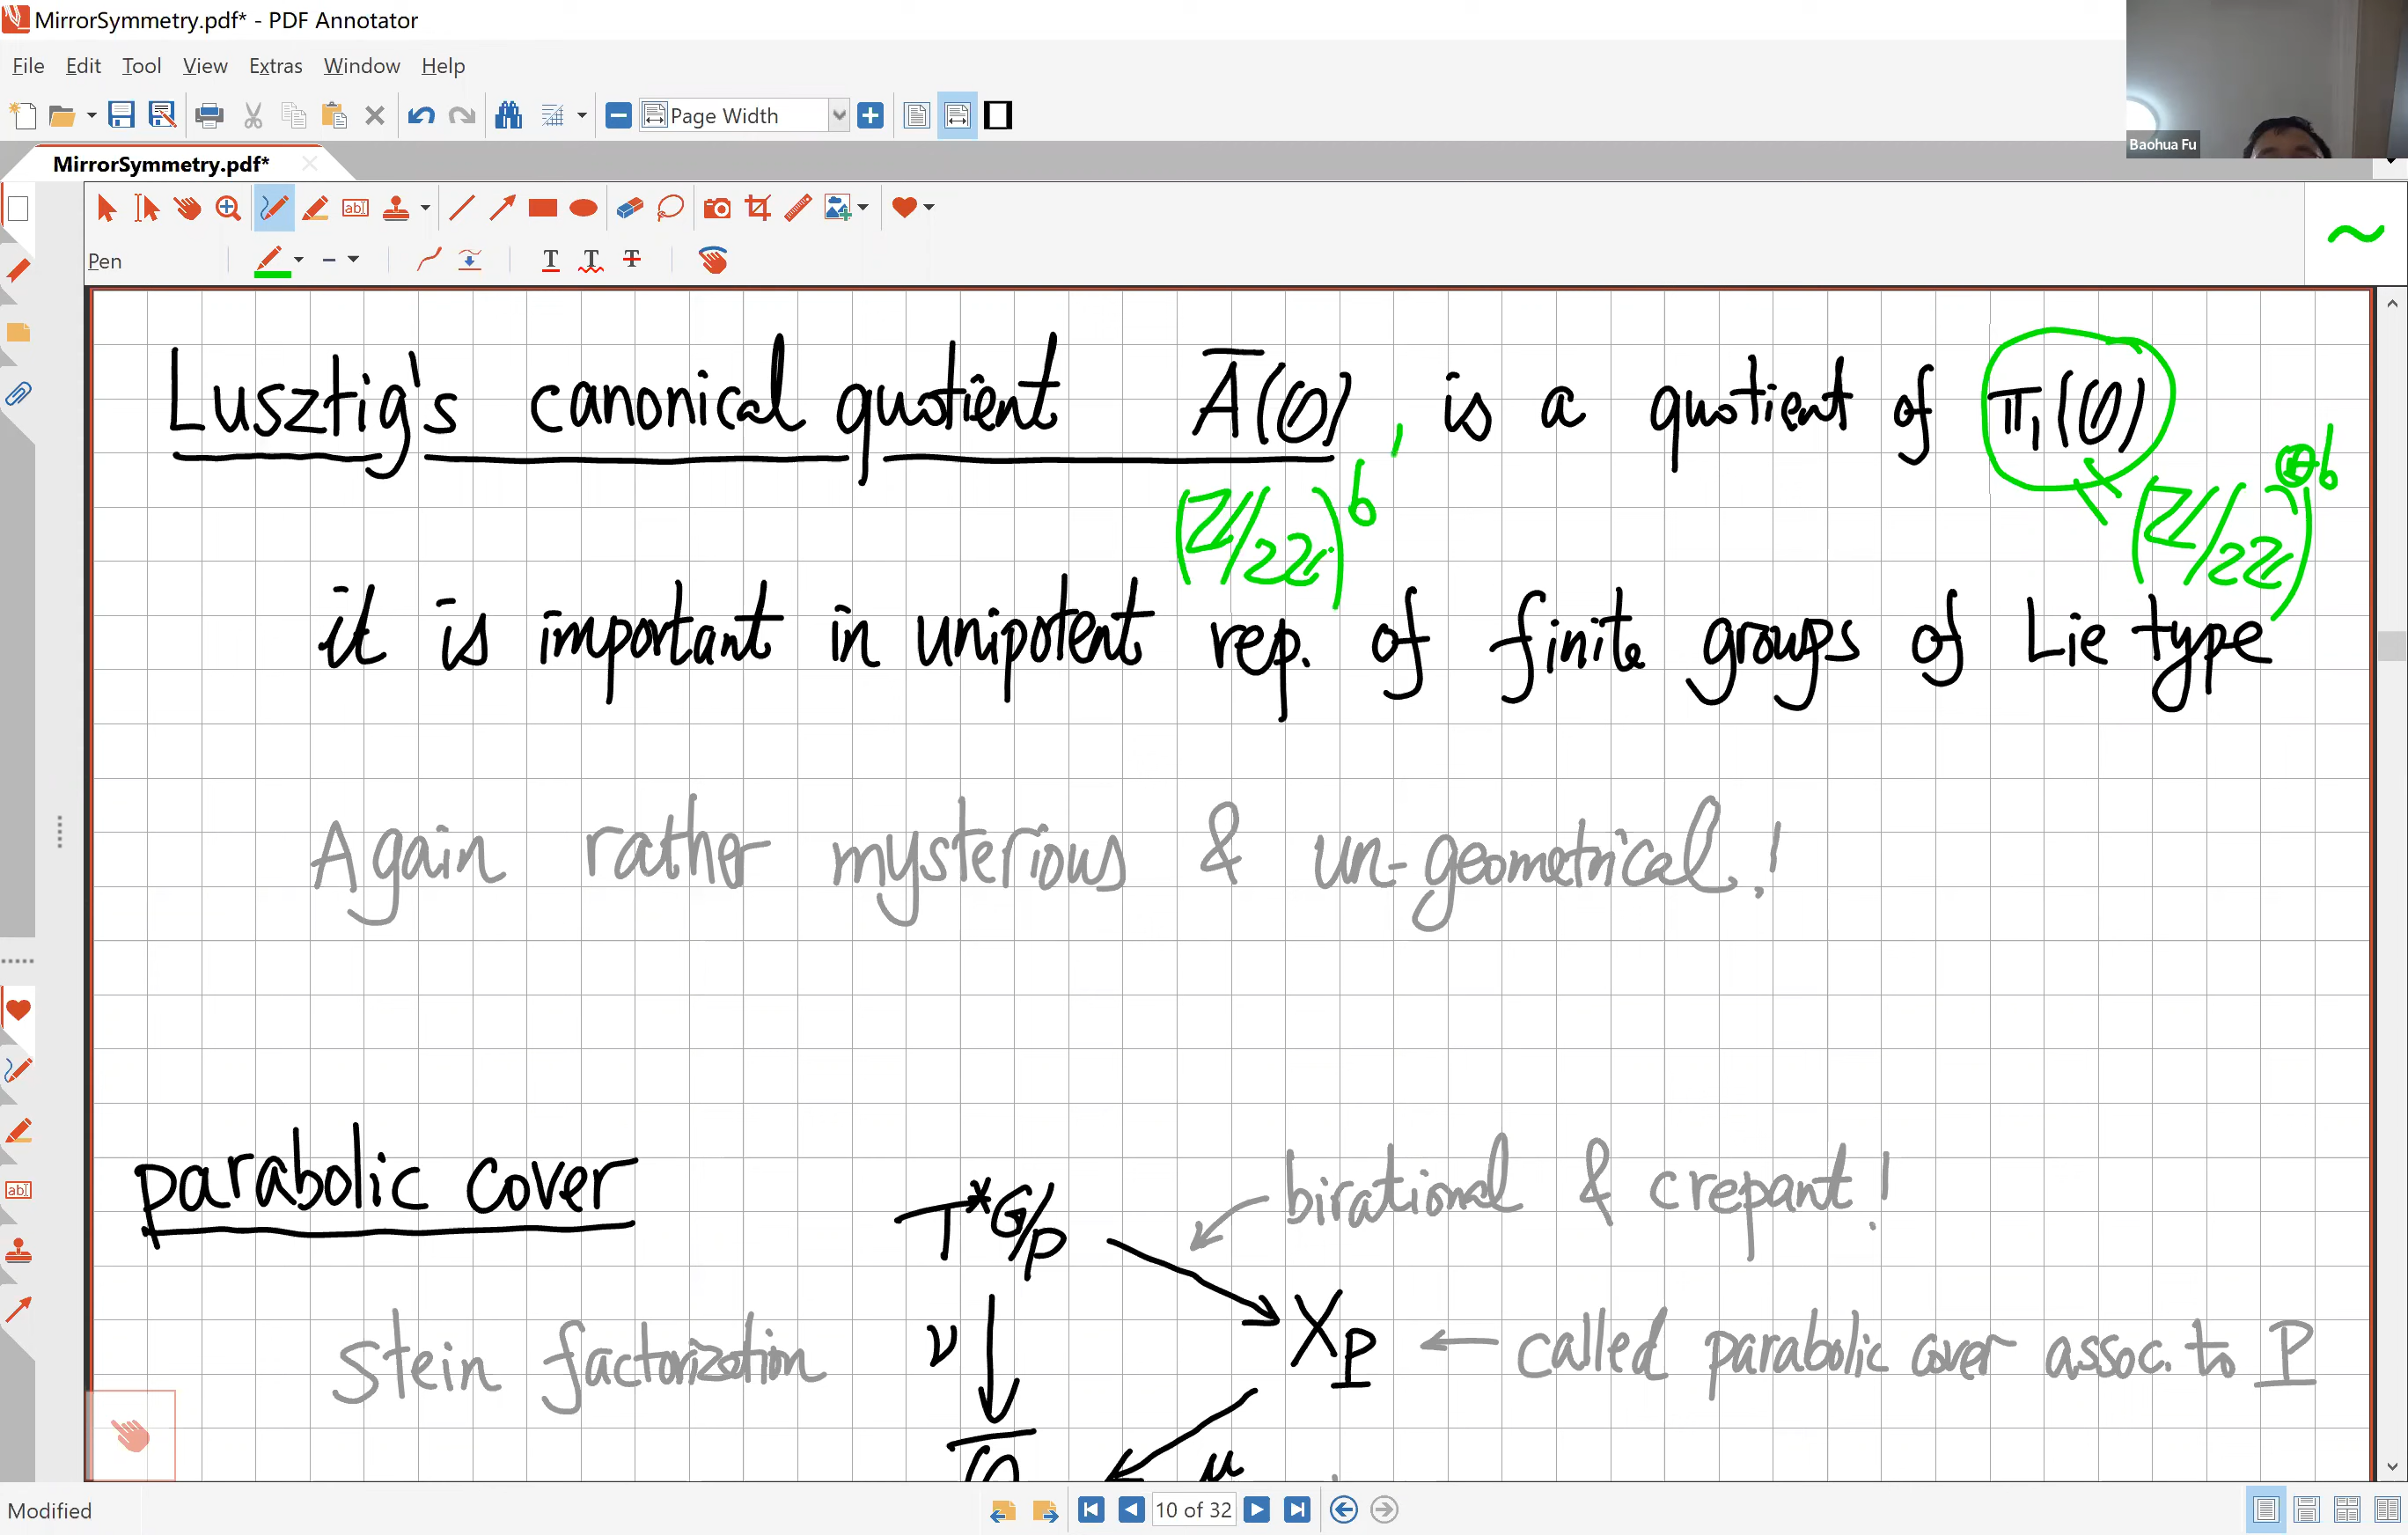 MirrorSymmetry.pdf* - PDF Annotator
File Edit Tool View Extras Window Help
Page Width
Baohua Fu
MirrorSymmetry.pdf*
Pen
Lusztig's canonical quotient Ā(O), is a quotient of π₁(O)
(Z/2Z)^b (Z/2Z)^⊕b
it is important in unipotent rep. of finite groups of Lie type
Again rather mysterious & un-geometrical!
parabolic cover
T*G/P birational & crepant!
Stein factorization ν X_P ← called parabolic cover assoc. to P
μ
Modified
10 of 32